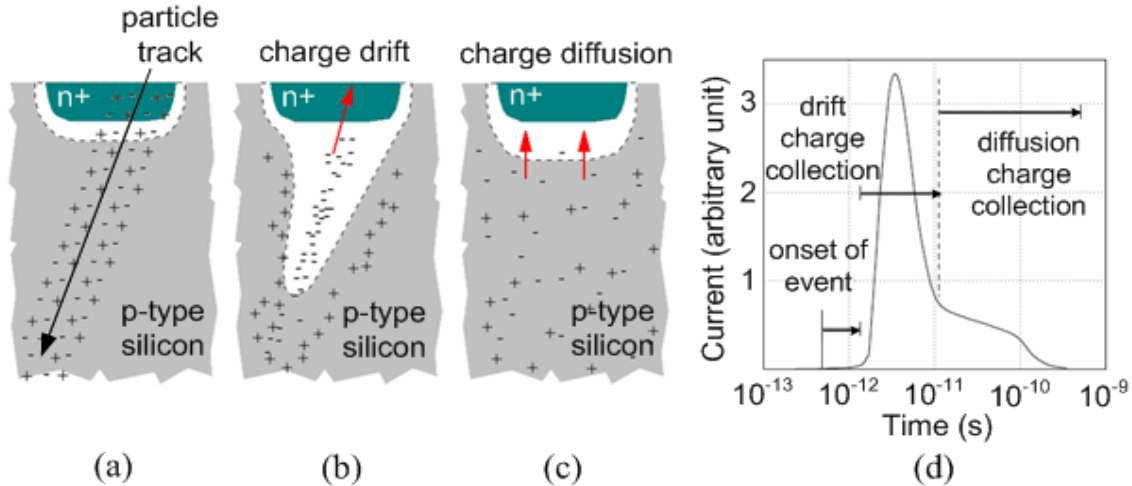 particle
track
n+
p-type
silicon
(a)
charge drift
n+
p-type
silicon
(b)
charge diffusion
n+
p-type
silicon
(c)
Current (arbitrary unit)
3
2
1
drift
charge
collection
diffusion
charge
collection
onset of
event
10-13
10-12
10-11
10-10
10-9
Time (s)
(d)